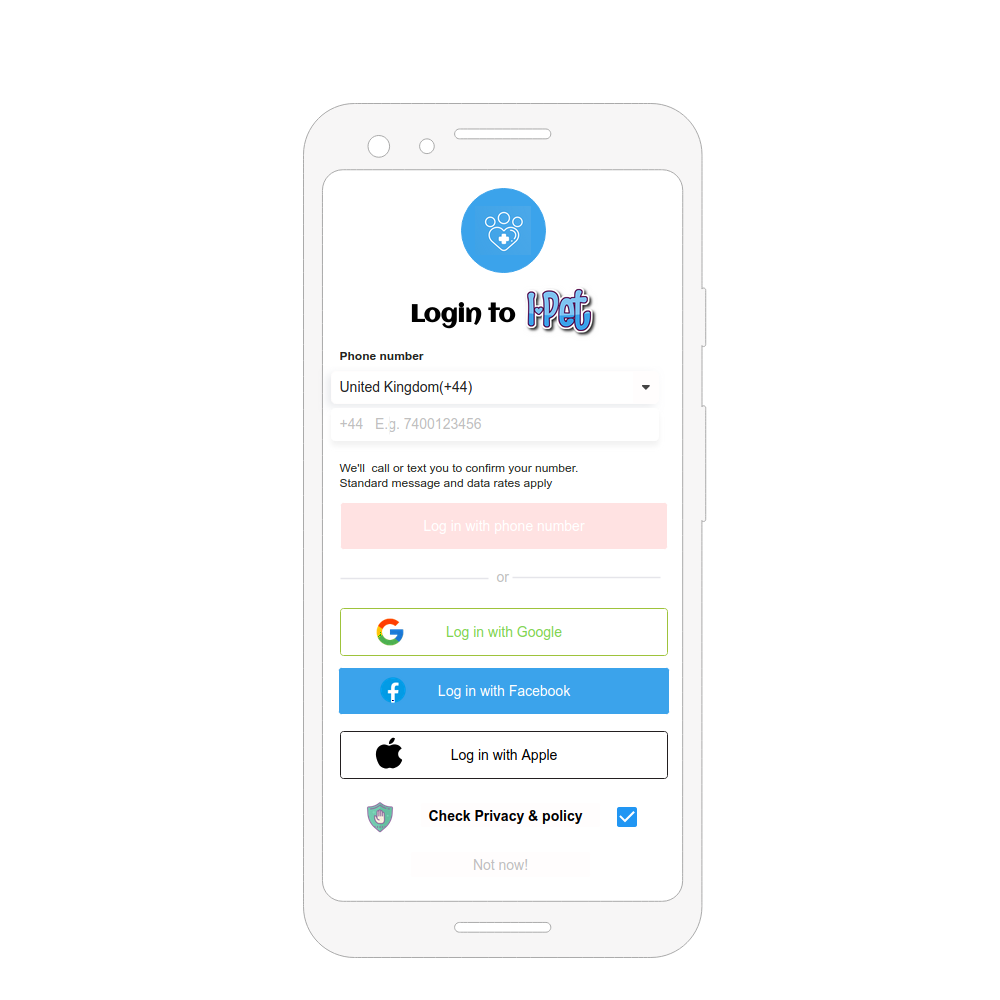 Login to I-Pet
Phone number
United Kingdom(+44)
+44 E.g. 7400123456
We'll call or text you to confirm your number.
Standard message and data rates apply
Log in with phone number
or
Log in with Google
Log in with Facebook
Log in with Apple
Check Privacy & policy
Not now!